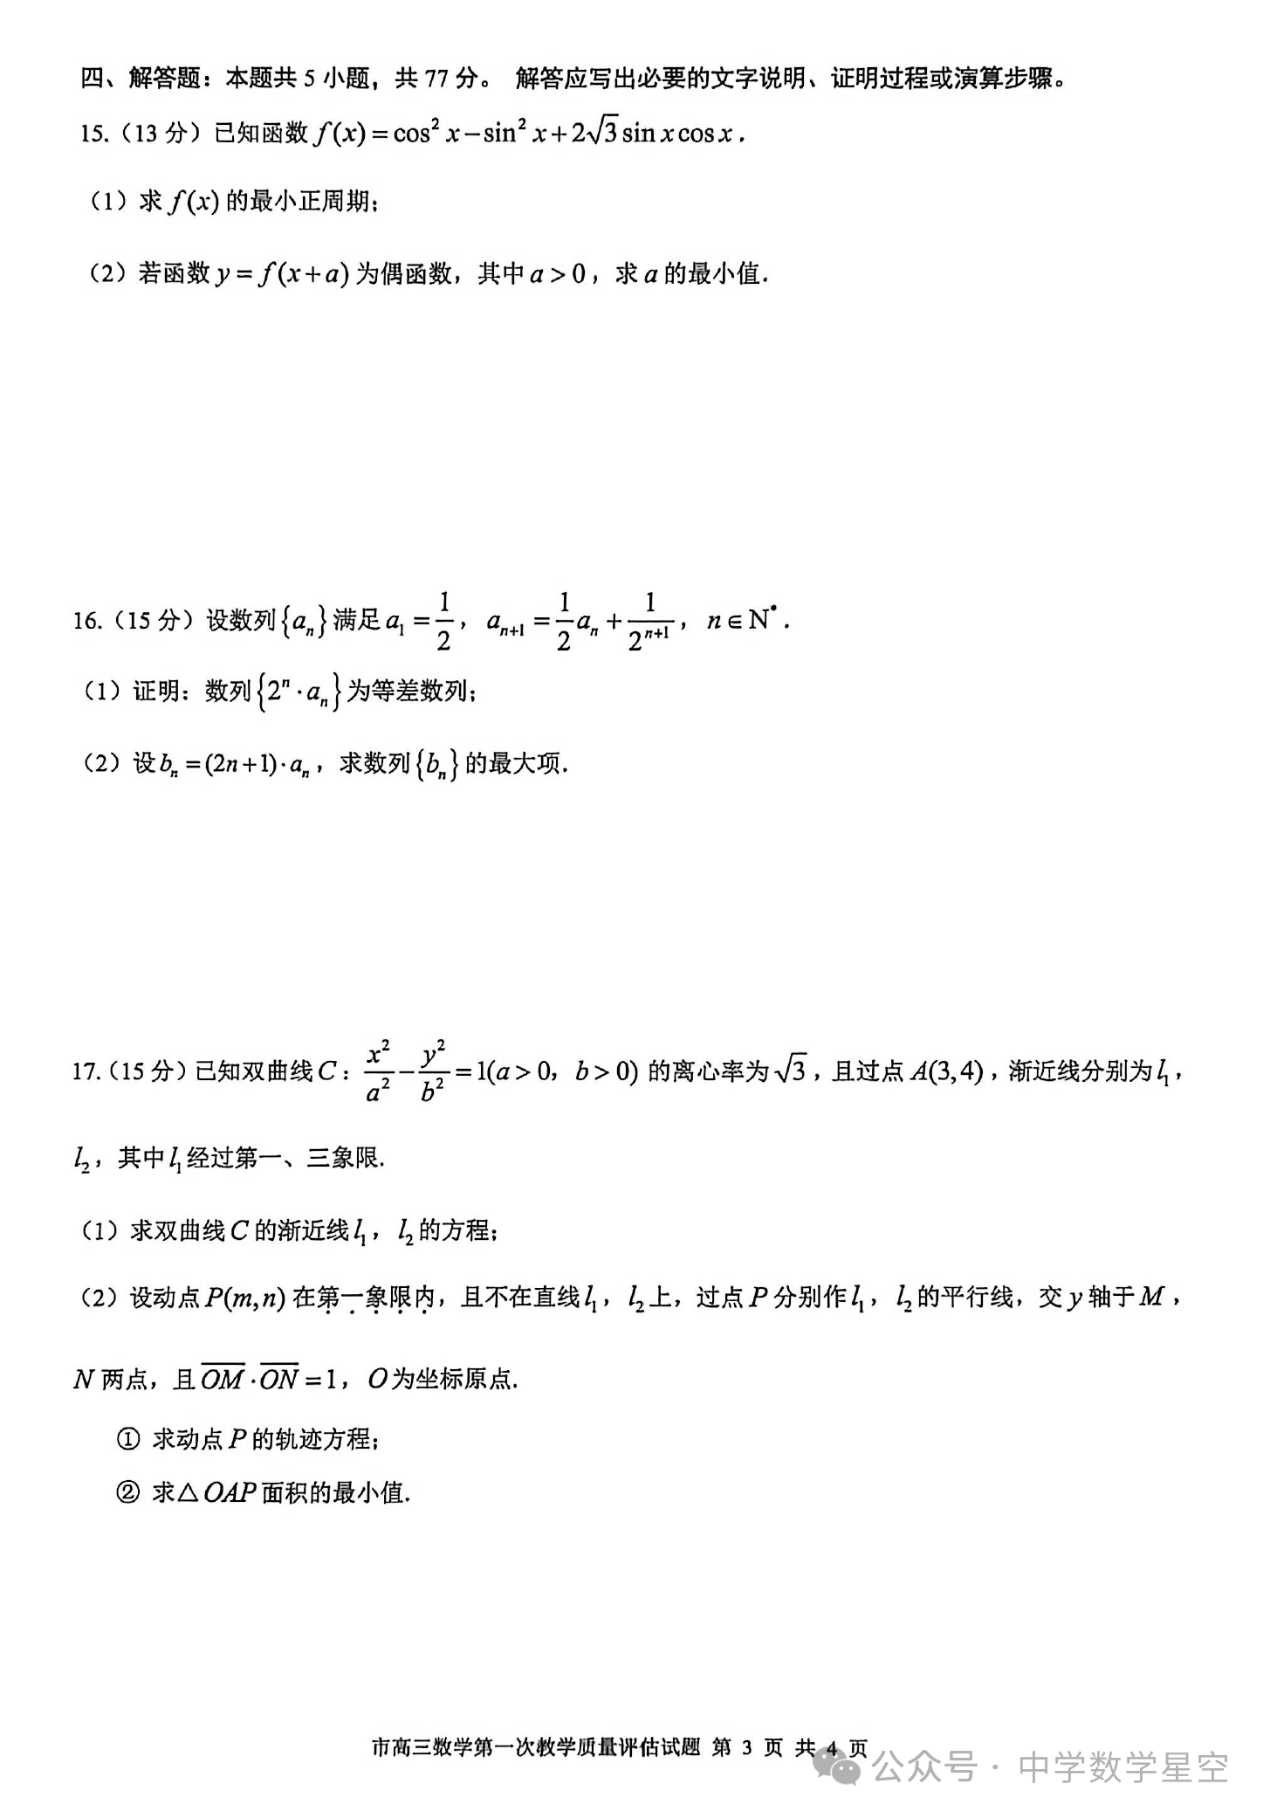 四、解答题：本题共 5 小题，共 77 分。 解答应写出必要的文字说明、证明过程或演算步骤。
15.（13 分）已知函数 f(x) = cos² x − sin² x + 2√3 sin x cos x .
（1）求 f(x) 的最小正周期；
（2）若函数 y = f(x+a) 为偶函数，其中 a > 0，求 a 的最小值.
16.（15 分）设数列{aₙ}满足 a₁ = 1/2， aₙ₊₁ = 1/2 aₙ + 1/2ⁿ⁺¹， n ∈ N* .
（1）证明：数列{2ⁿ · aₙ}为等差数列；
（2）设 bₙ = (2n+1) · aₙ，求数列{bₙ}的最大项.
17.（15 分）已知双曲线 C : x²/a² − y²/b² = 1(a > 0，b > 0) 的离心率为 √3，且过点 A(3,4)，渐近线分别为 l₁，
l₂，其中 l₁ 经过第一、三象限.
（1）求双曲线 C 的渐近线 l₁， l₂ 的方程；
（2）设动点 P(m,n) 在第一象限内，且不在直线 l₁， l₂ 上，过点 P 分别作 l₁， l₂ 的平行线，交 y 轴于 M，
N 两点，且 O͞M͞ · O͞N͞ = 1，O 为坐标原点.
① 求动点 P 的轨迹方程；
② 求△OAP 面积的最小值.
市高三数学第一次教学质量评估试题 第 3 页 共 4 页
公众号 · 中学数学星空